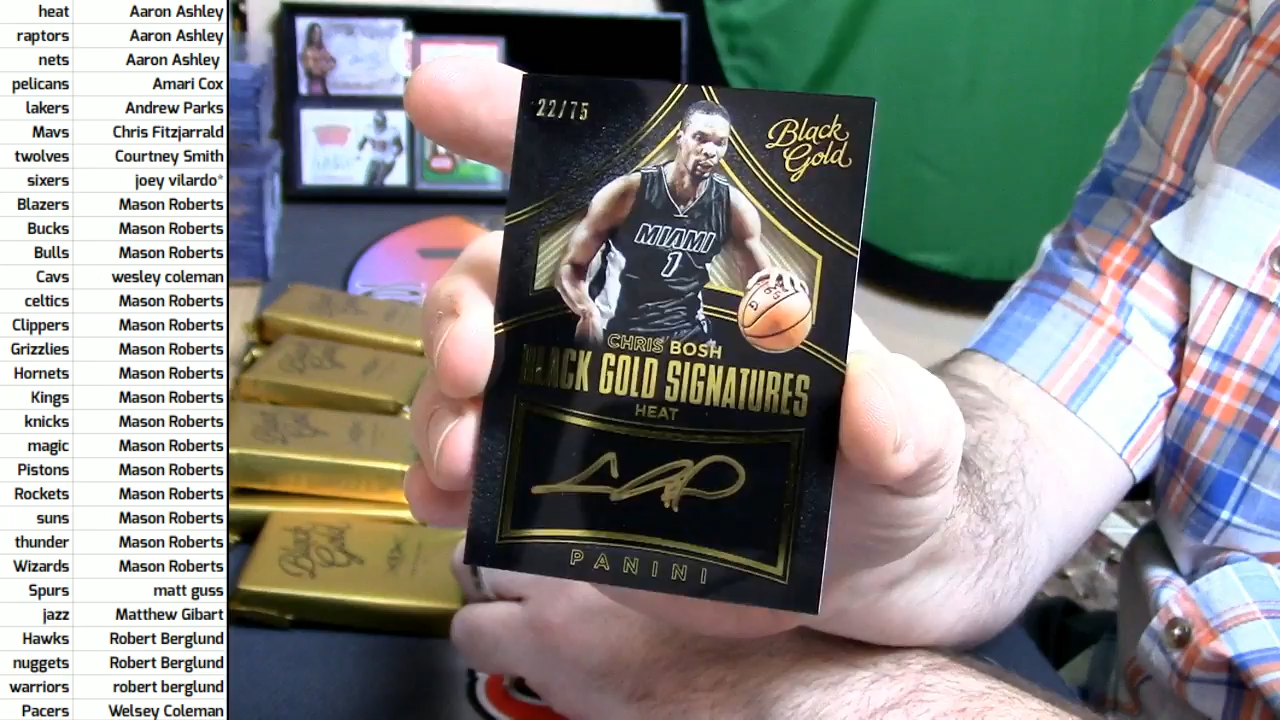 heat Aaron Ashley
raptors Aaron Ashley
nets Aaron Ashley
pelicans Amari Cox
lakers Andrew Parks
Mavs Chris Fitzjarrald
twolves Courtney Smith
sixers joey vilardo*
Blazers Mason Roberts
Bucks Mason Roberts
Bulls Mason Roberts
Cavs wesley coleman
celtics Mason Roberts
Clippers Mason Roberts
Grizzlies Mason Roberts
Hornets Mason Roberts
Kings Mason Roberts
knicks Mason Roberts
magic Mason Roberts
Pistons Mason Roberts
Rockets Mason Roberts
suns Mason Roberts
thunder Mason Roberts
Wizards Mason Roberts
Spurs matt guss
jazz Matthew Gibart
Hawks Robert Berglund
nuggets Robert Berglund
warriors robert berglund
Pacers Welsey Coleman
22/75
Black
Gold
MIAMI
1
CHRIS BOSH
BLACK GOLD SIGNATURES
HEAT
PANINI
Black
Gold